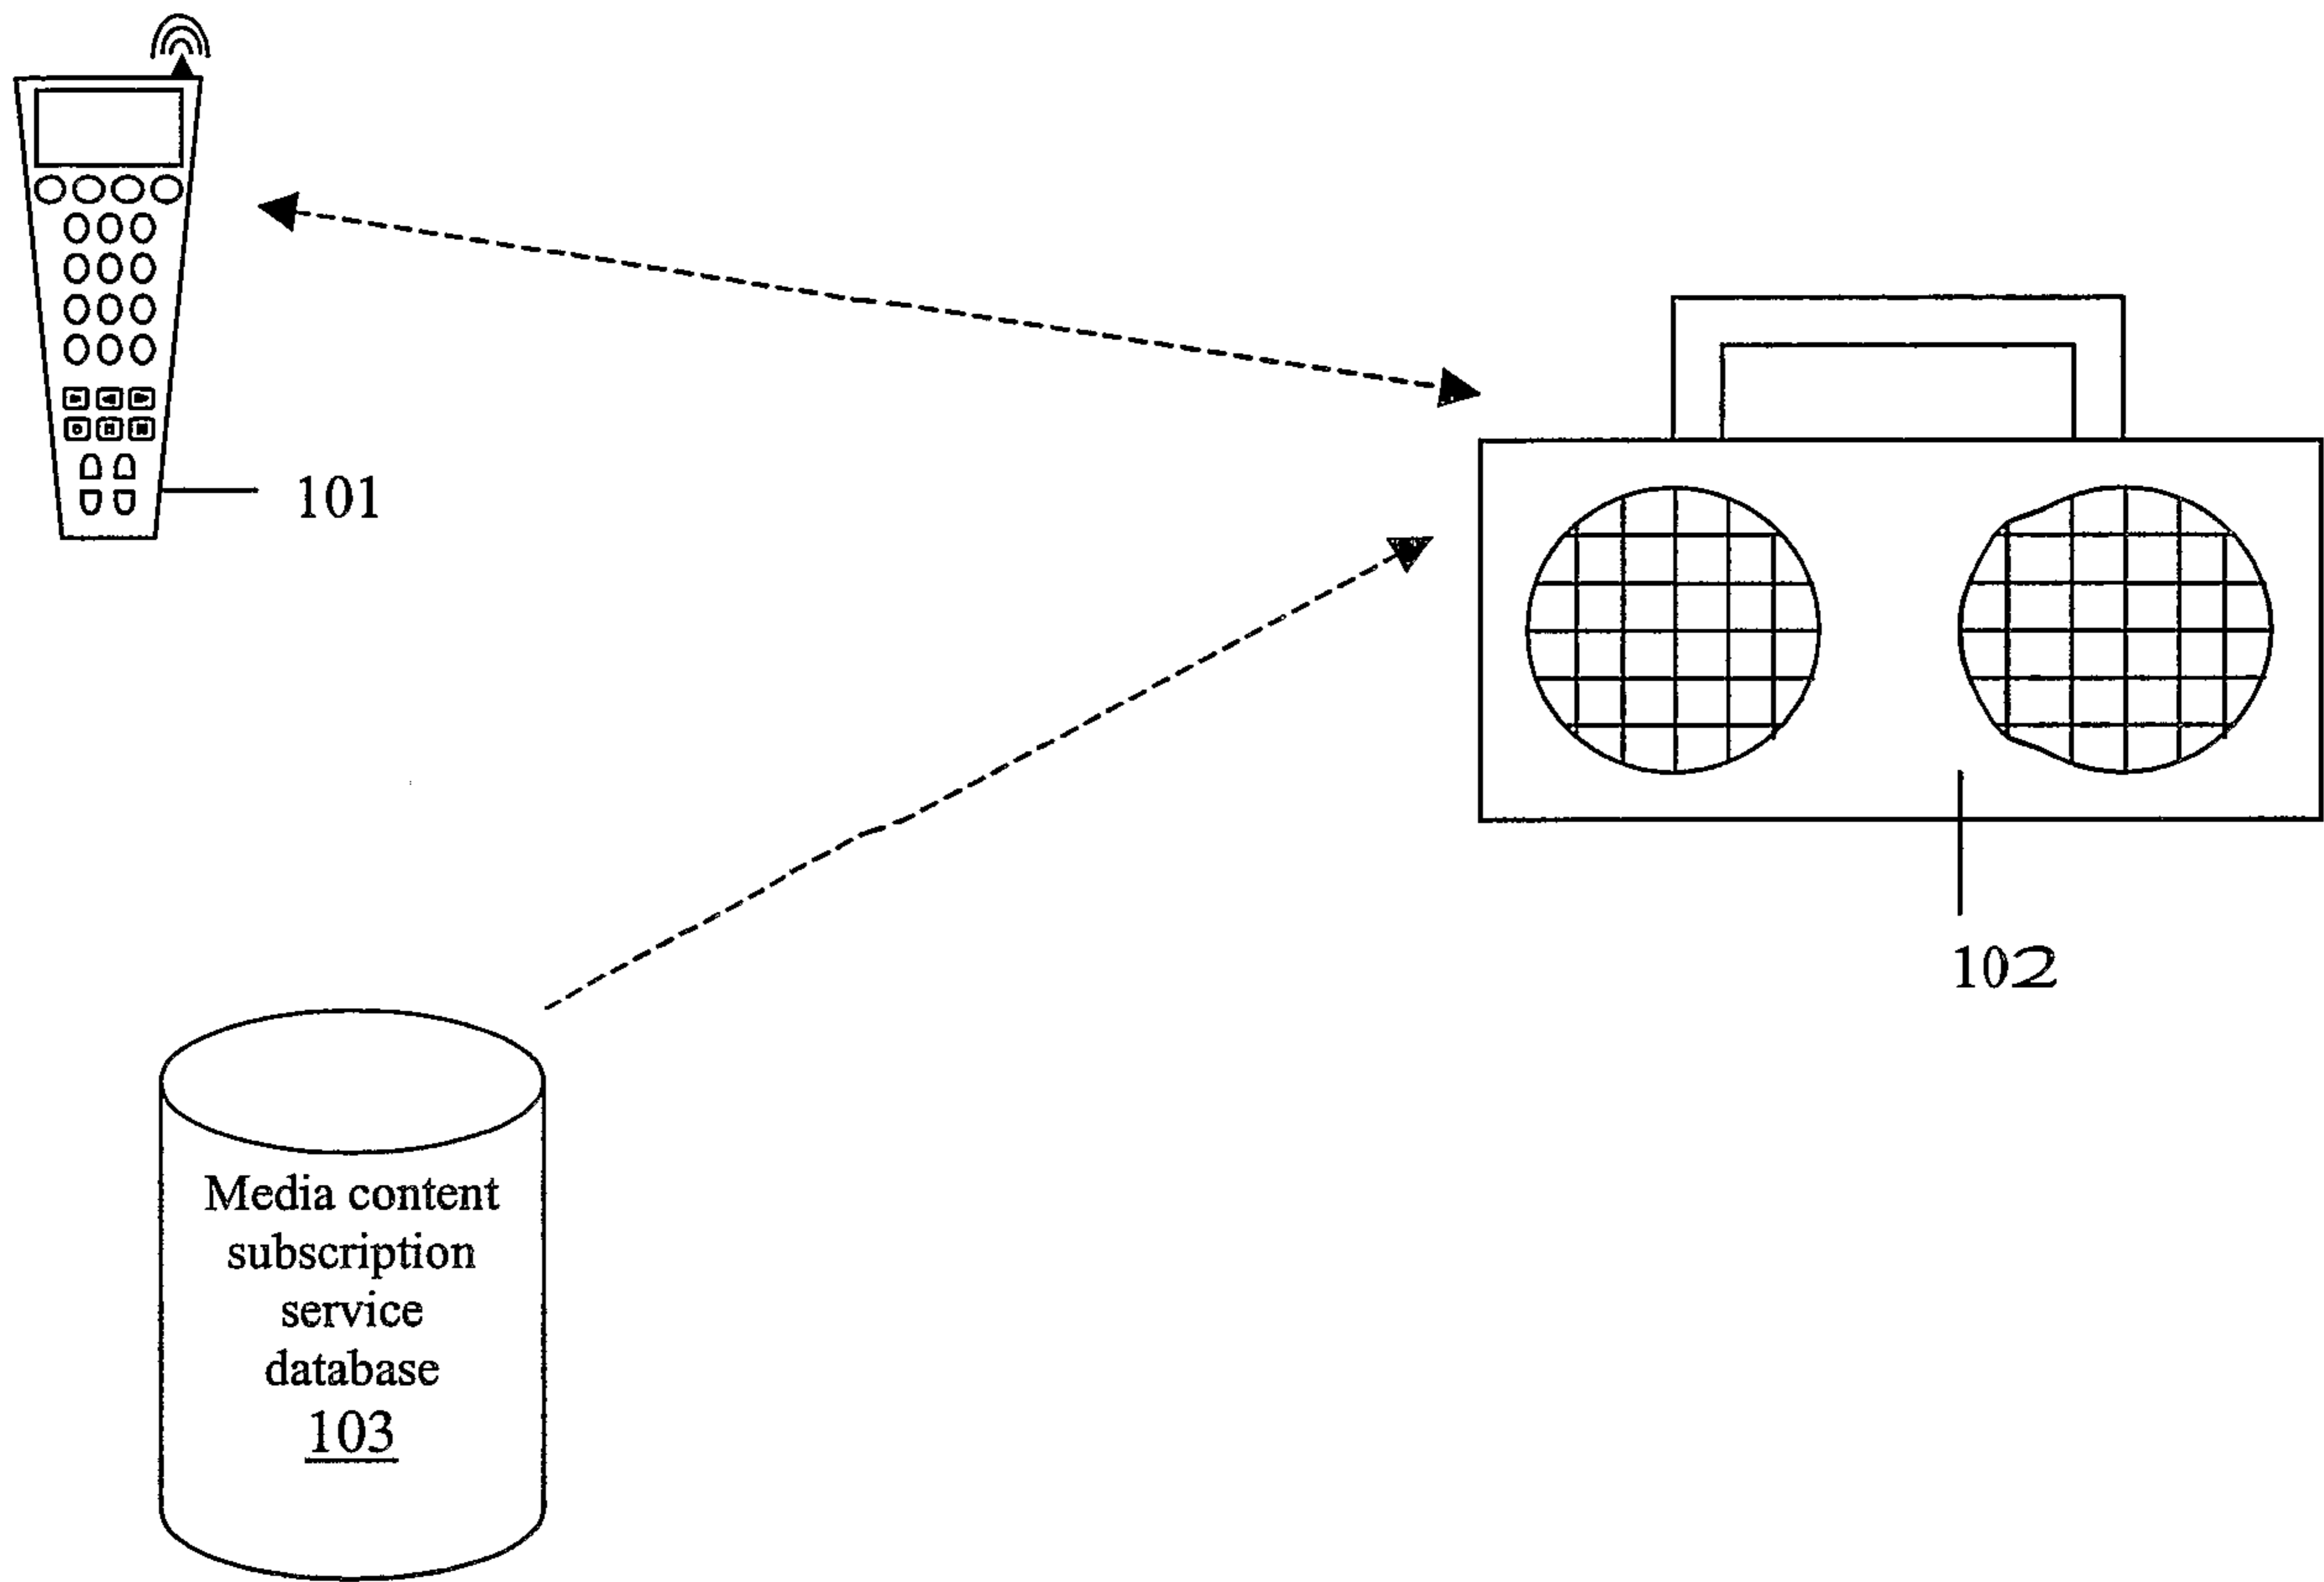 101
102
Media content
subscription
service
database
103